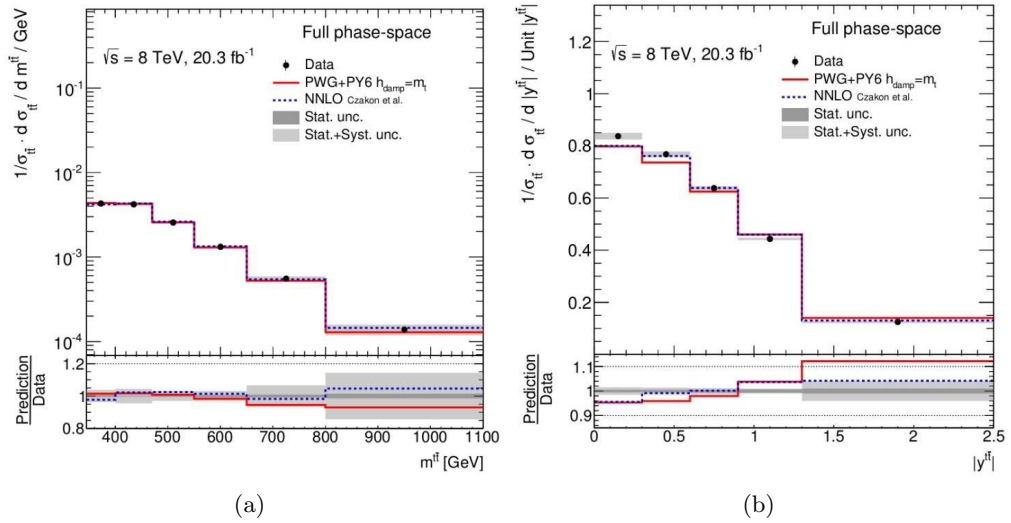 Full phase-space
√s = 8 TeV, 20.3 fb⁻¹
Data
PWG+PY6 h_damp=m_t
NNLO Czakon et al.
Stat. unc.
Stat.+Syst. unc.
1/σ_tt̄ · d σ_tt̄ / d m^tt̄ / GeV
10⁻¹
10⁻²
10⁻³
10⁻⁴
Prediction
Data
1.2
1
0.8
400 500 600 700 800 900 1000 1100
m^tt̄ [GeV]
(a)
Full phase-space
√s = 8 TeV, 20.3 fb⁻¹
Data
PWG+PY6 h_damp=m_t
NNLO Czakon et al.
Stat. unc.
Stat.+Syst. unc.
1/σ_tt̄ · d σ_tt̄ / d |y^tt̄| / Unit |y^tt̄|
1.2
1
0.8
0.6
0.4
0.2
Prediction
Data
1.1
1
0.9
0 0.5 1 1.5 2 2.5
|y^tt̄|
(b)